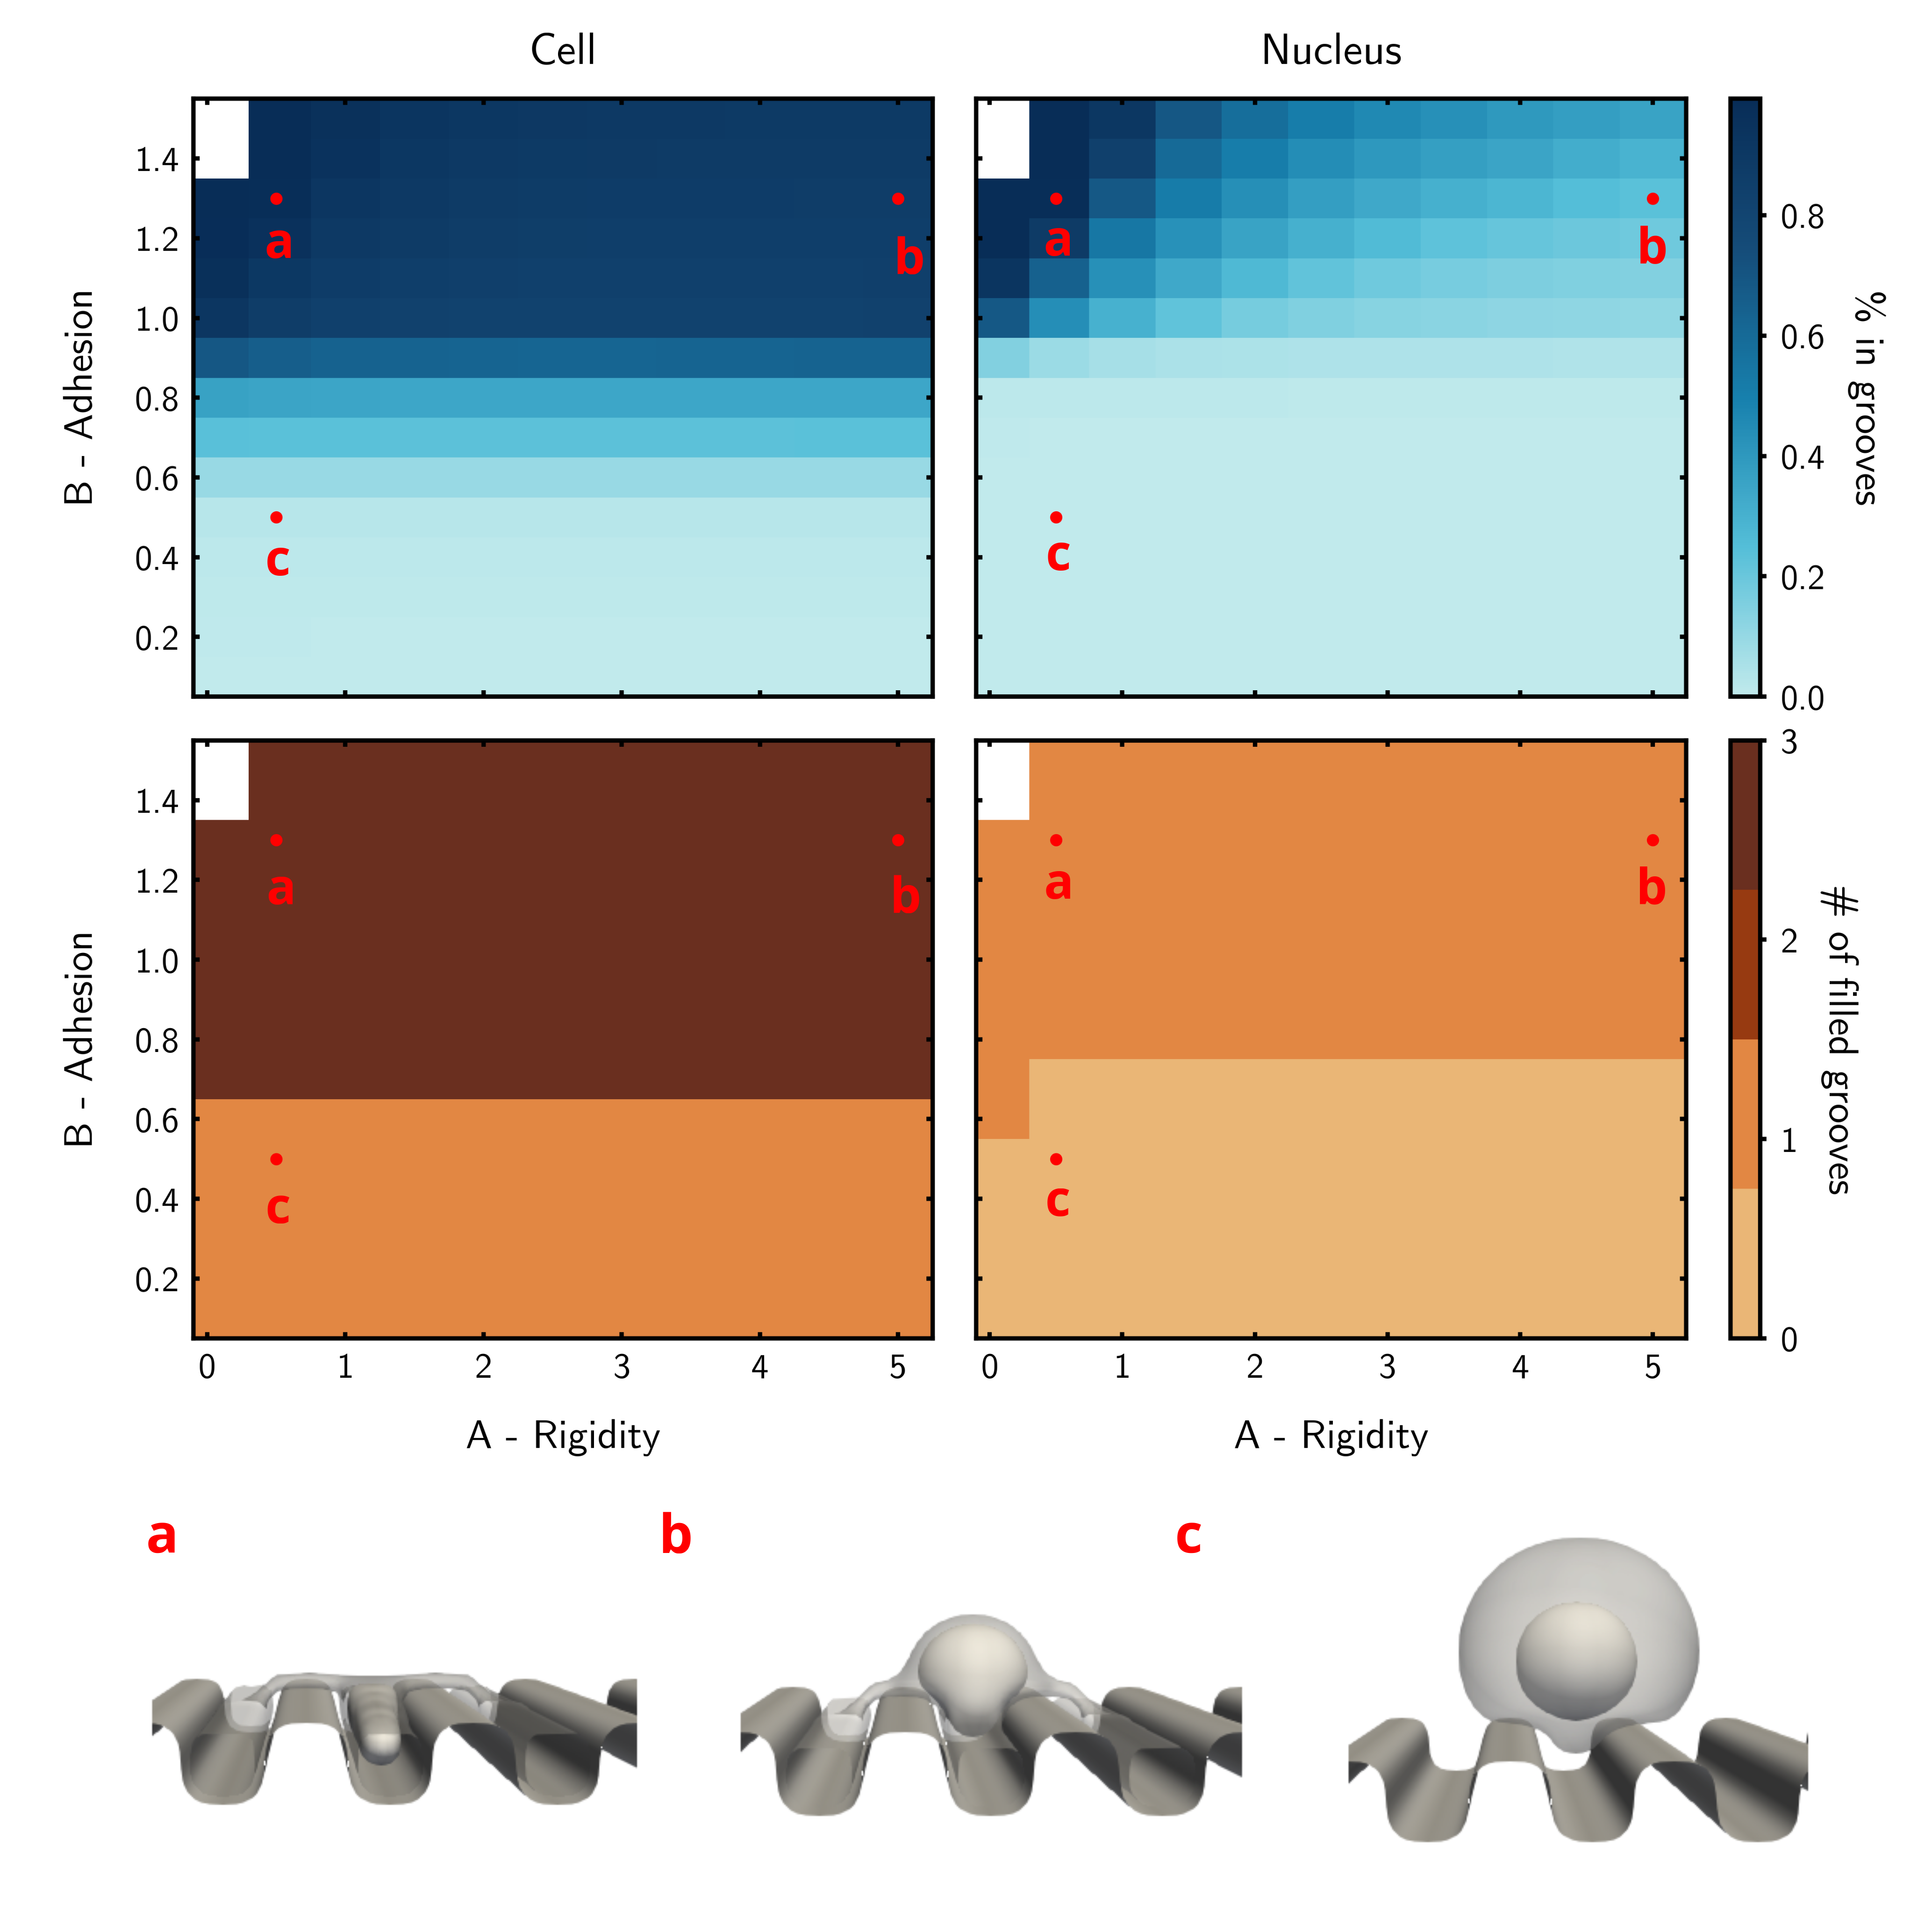 Cell
Nucleus
B - Adhesion
1.4
1.2
1.0
0.8
0.6
0.4
0.2
a
b
c
a
b
c
0.8
0.6
0.4
0.2
0.0
% in grooves
B - Adhesion
1.4
1.2
1.0
0.8
0.6
0.4
0.2
a
b
c
a
b
c
3
2
1
0
# of filled grooves
0 1 2 3 4 5
0 1 2 3 4 5
A - Rigidity
A - Rigidity
a
b
c